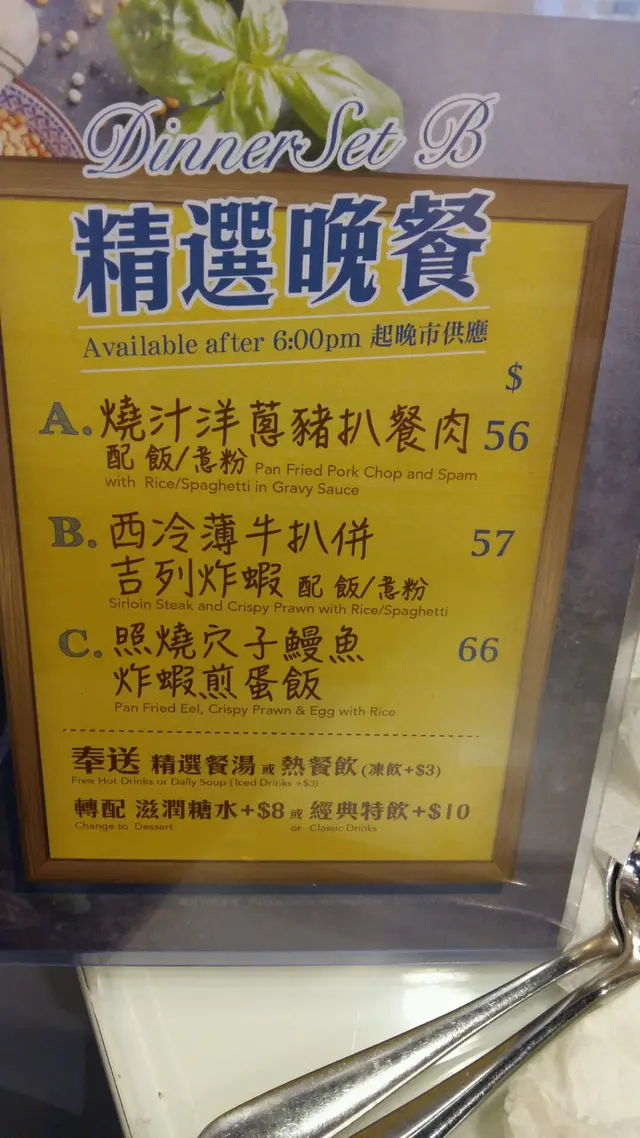 Dinner Set B
精選晚餐
Available after 6:00pm 起晚市供應
$
A. 燒汁洋蔥豬扒餐肉 56
配 飯/意粉 Pan Fried Pork Chop and Spam
with Rice/Spaghetti in Gravy Sauce
B. 西冷薄牛扒併 57
吉列炸蝦 配 飯/意粉
Sirloin Steak and Crispy Prawn with Rice/Spaghetti
C. 照燒穴子鰻魚 66
炸蝦煎蛋飯
Pan Fried Eel, Crispy Prawn & Egg with Rice
奉送 精選餐湯 或 熱餐飲 (凍飲+$3)
Free Hot Drinks or Daily Soup (Iced Drinks +$3)
轉配 滋潤糖水+$8 或 經典特飲+$10
Change to Dessert or Classic Drinks